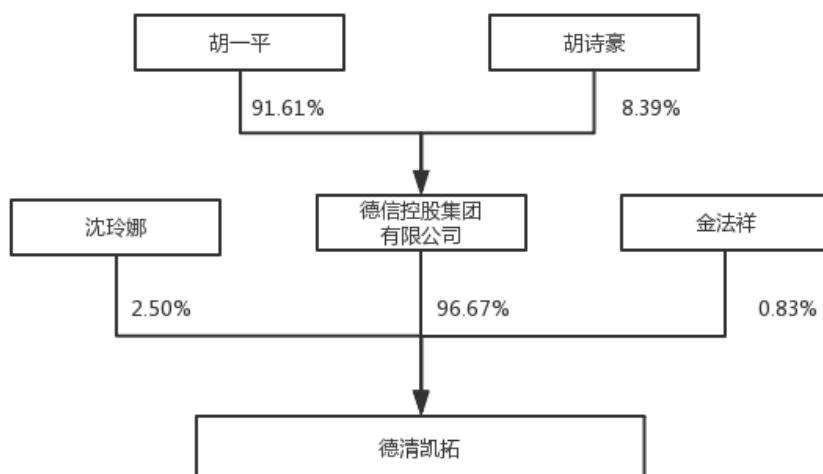 胡一平
胡诗豪
91.61%
8.39%
沈玲娜
德信控股集团
有限公司
金法祥
2.50%
96.67%
0.83%
德清凯拓